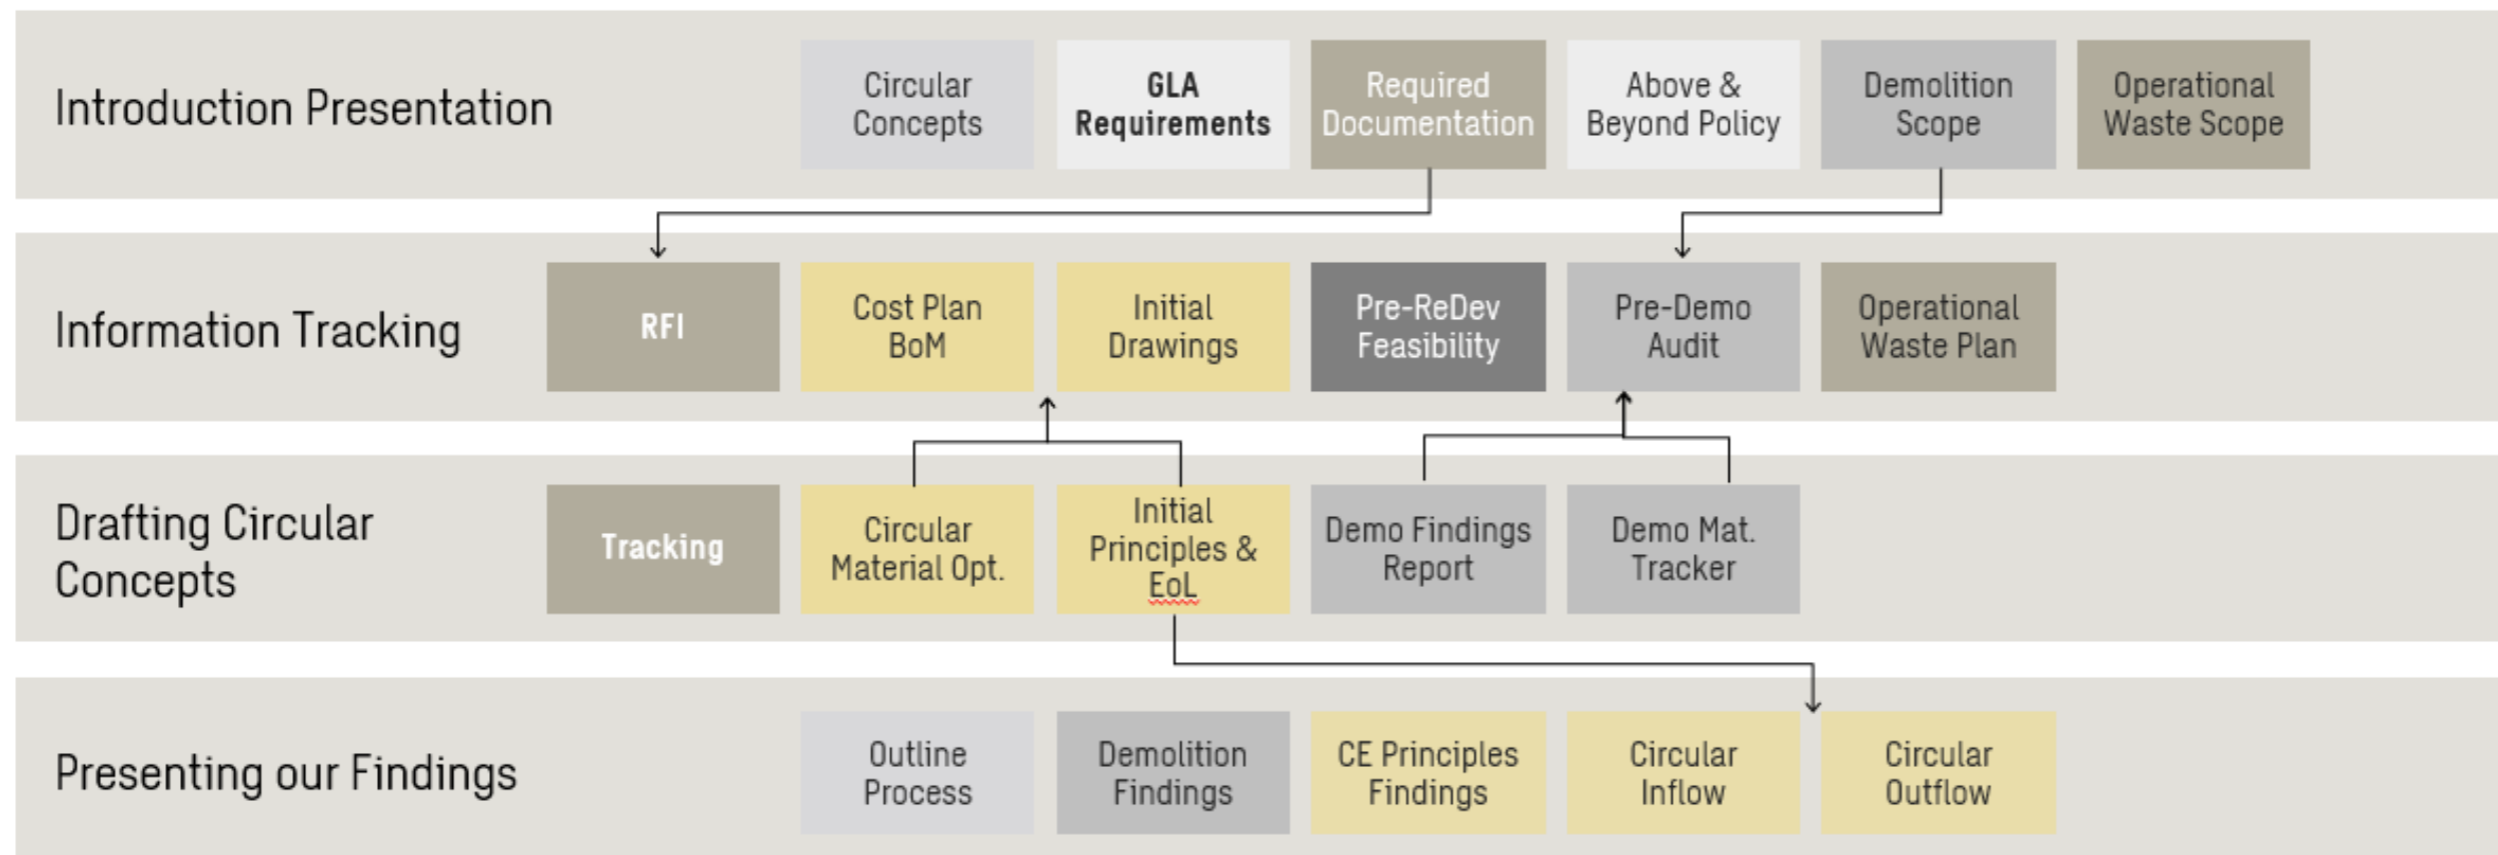 Introduction Presentation
Circular
Concepts
GLA
Requirements
Required
Documentation
Above &
Beyond Policy
Demolition
Scope
Operational
Waste Scope
Information Tracking
RFI
Cost Plan
BoM
Initial
Drawings
Pre-ReDev
Feasibility
Pre-Demo
Audit
Operational
Waste Plan
Drafting Circular
Concepts
Tracking
Circular
Material Opt.
Initial
Principles &
EoL
Demo Findings
Report
Demo Mat.
Tracker
Presenting our Findings
Outline
Process
Demolition
Findings
CE Principles
Findings
Circular
Inflow
Circular
Outflow